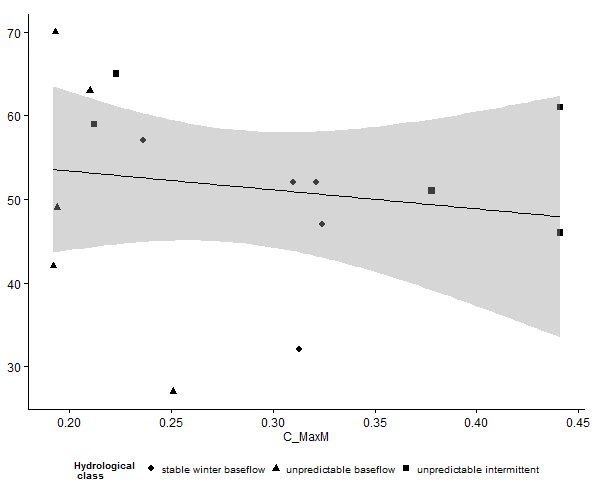 70
60
50
40
30
0.20 0.25 0.30 0.35 0.40 0.45
C_MaxM
Hydrological
class
stable winter baseflow unpredictable baseflow unpredictable intermittent